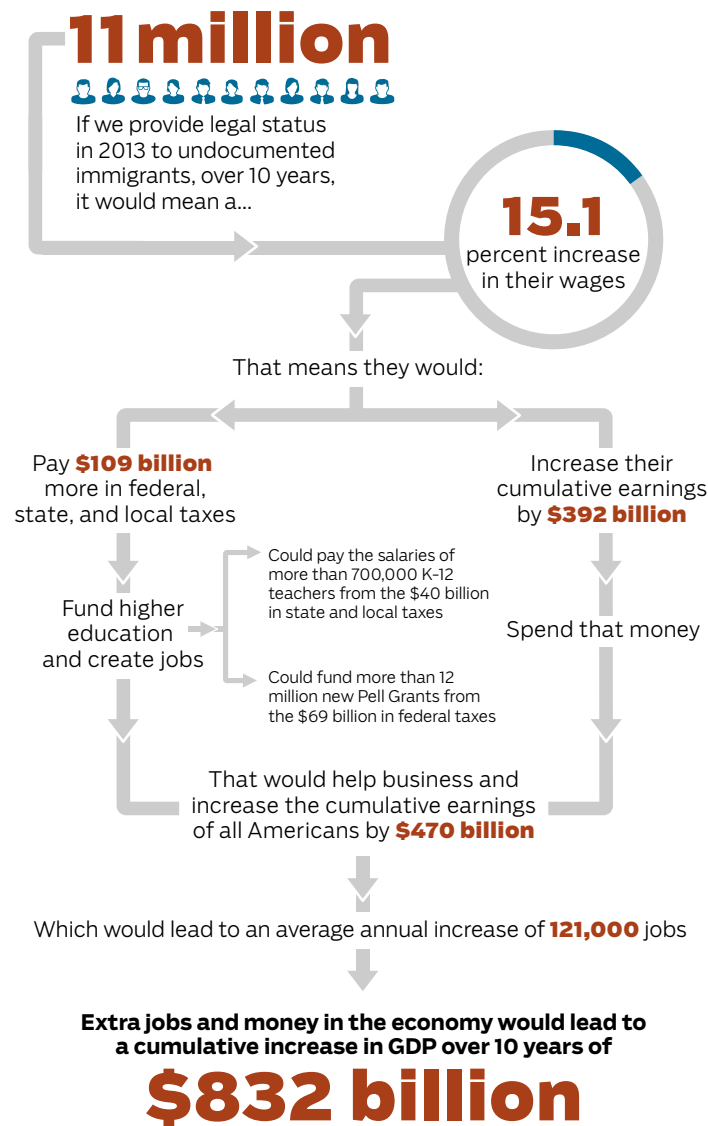 11 million
If we provide legal status
in 2013 to undocumented
immigrants, over 10 years,
it would mean a...
15.1
percent increase
in their wages
That means they would:
Pay $109 billion
more in federal,
state, and local taxes
Increase their
cumulative earnings
by $392 billion
Fund higher
education
and create jobs
Could pay the salaries of
more than 700,000 K-12
teachers from the $40 billion
in state and local taxes
Could fund more than 12
million new Pell Grants from
the $69 billion in federal taxes
Spend that money
That would help business and
increase the cumulative earnings
of all Americans by $470 billion
Which would lead to an average annual increase of 121,000 jobs
Extra jobs and money in the economy would lead to
a cumulative increase in GDP over 10 years of
$832 billion